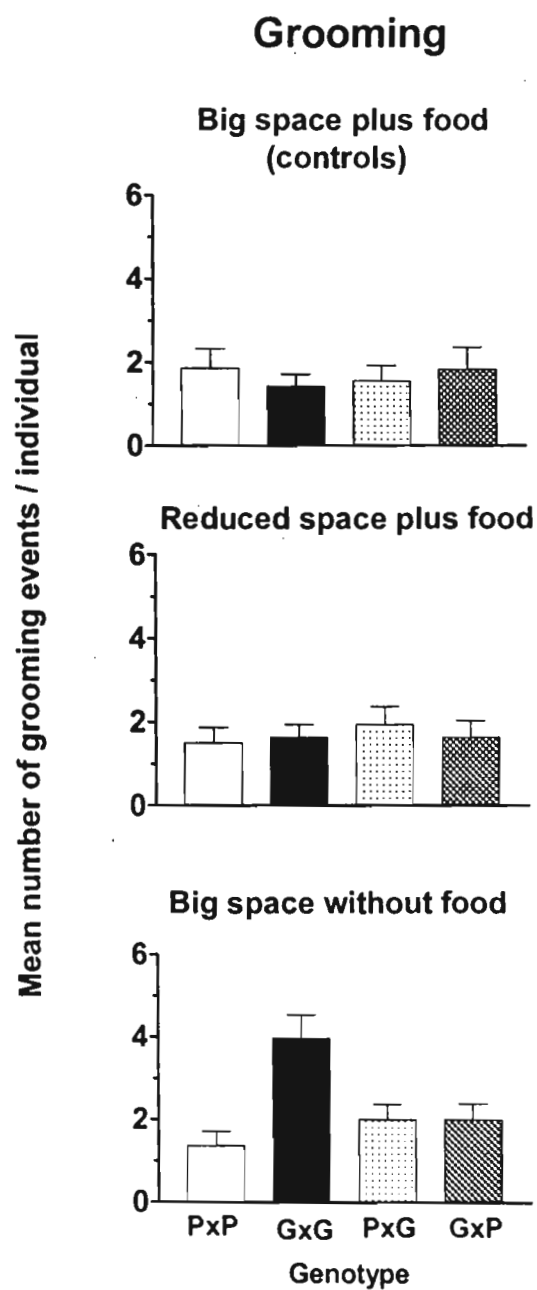 Grooming
Big space plus food
(controls)
6
4
2
0
Reduced space plus food
6
4
2
0
Big space without food
6
4
2
0
PxP GxG PxG GxP
Genotype
Mean number of grooming events / individual